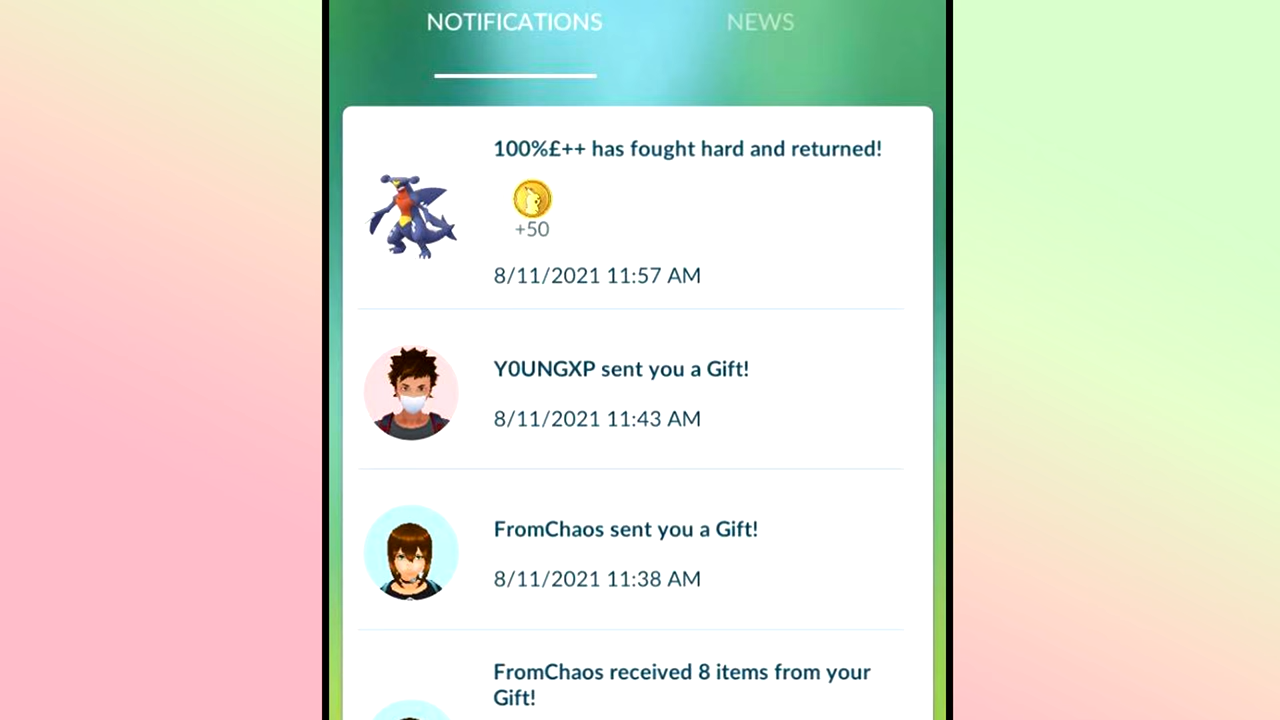 NOTIFICATIONS
NEWS
100%£++ has fought hard and returned!
+50
8/11/2021 11:57 AM
Y0UNGXP sent you a Gift!
8/11/2021 11:43 AM
FromChaos sent you a Gift!
8/11/2021 11:38 AM
FromChaos received 8 items from your
Gift!